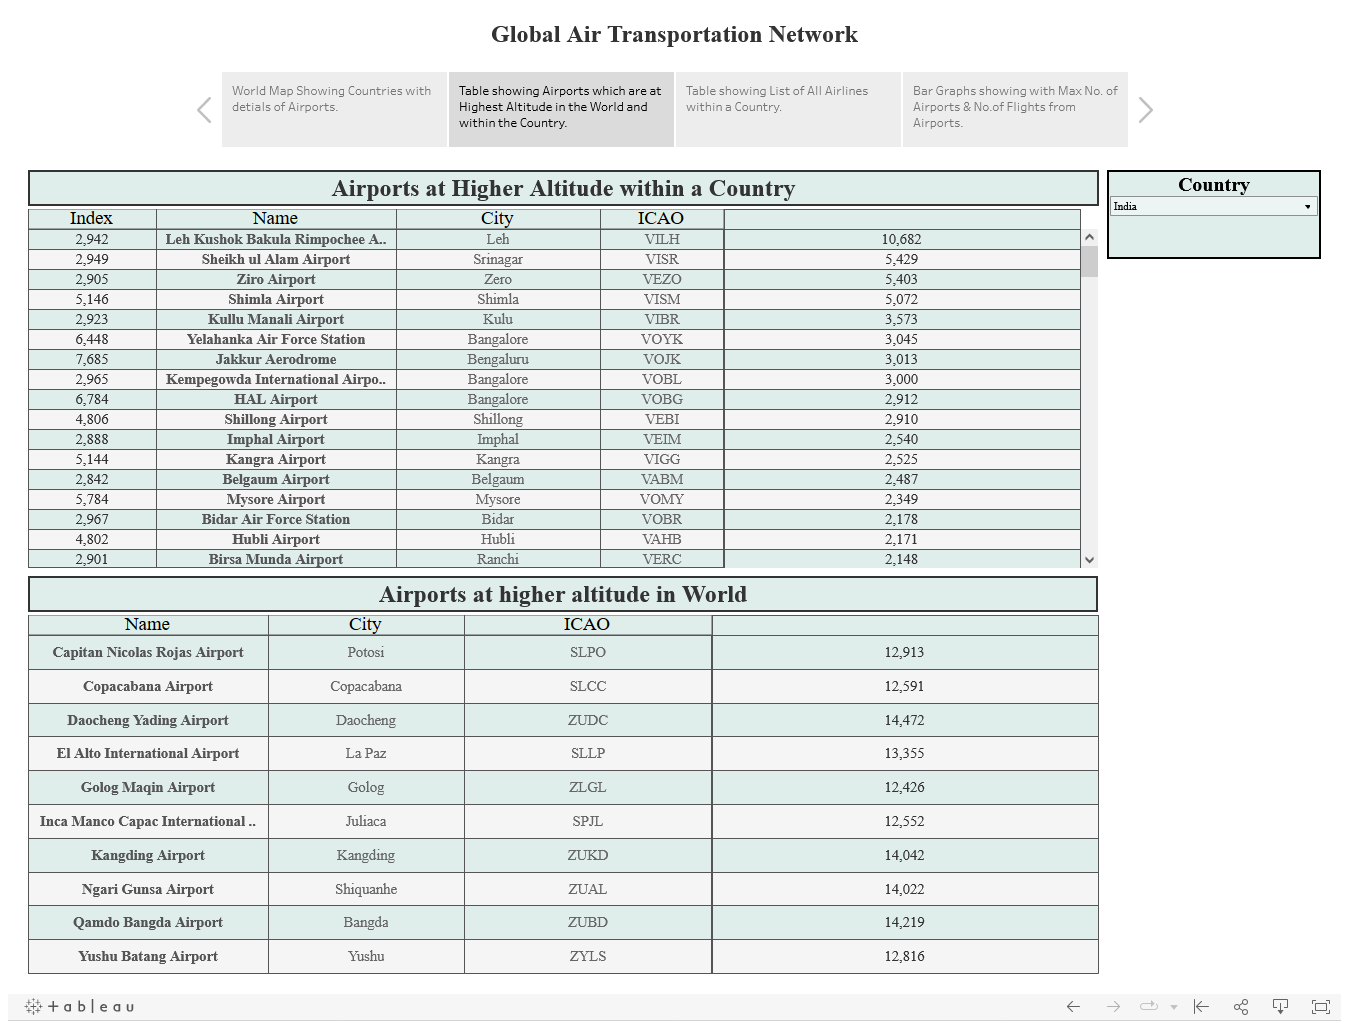 Global Air Transportation Network
World Map Showing Countries with
detials of Airports.
Table showing Airports which are at
Highest Altitude in the World and
within the Country.
Table showing List of All Airlines
within a Country.
Bar Graphs showing with Max No. of
Airports & No.of Flights from
Airports.
Airports at Higher Altitude within a Country
Index Name City ICAO
2,942 Leh Kushok Bakula Rimpochee A.. Leh VILH 10,682
2,949 Sheikh ul Alam Airport Srinagar VISR 5,429
2,905 Ziro Airport Zero VEZO 5,403
5,146 Shimla Airport Shimla VISM 5,072
2,923 Kullu Manali Airport Kulu VIBR 3,573
6,448 Yelahanka Air Force Station Bangalore VOYK 3,045
7,685 Jakkur Aerodrome Bengaluru VOJK 3,013
2,965 Kempegowda International Airpo.. Bangalore VOBL 3,000
6,784 HAL Airport Bangalore VOBG 2,912
4,806 Shillong Airport Shillong VEBI 2,910
2,888 Imphal Airport Imphal VEIM 2,540
5,144 Kangra Airport Kangra VIGG 2,525
2,842 Belgaum Airport Belgaum VABM 2,487
5,784 Mysore Airport Mysore VOMY 2,349
2,967 Bidar Air Force Station Bidar VOBR 2,178
4,802 Hubli Airport Hubli VAHB 2,171
2,901 Birsa Munda Airport Ranchi VERC 2,148
Country
India
Airports at higher altitude in World
Name City ICAO
Capitan Nicolas Rojas Airport Potosi SLPO 12,913
Copacabana Airport Copacabana SLCC 12,591
Daocheng Yading Airport Daocheng ZUDC 14,472
El Alto International Airport La Paz SLLP 13,355
Golog Maqin Airport Golog ZLGL 12,426
Inca Manco Capac International .. Juliaca SPJL 12,552
Kangding Airport Kangding ZUKD 14,042
Ngari Gunsa Airport Shiquanhe ZUAL 14,022
Qamdo Bangda Airport Bangda ZUBD 14,219
Yushu Batang Airport Yushu ZYLS 12,816
+ a b l e a u